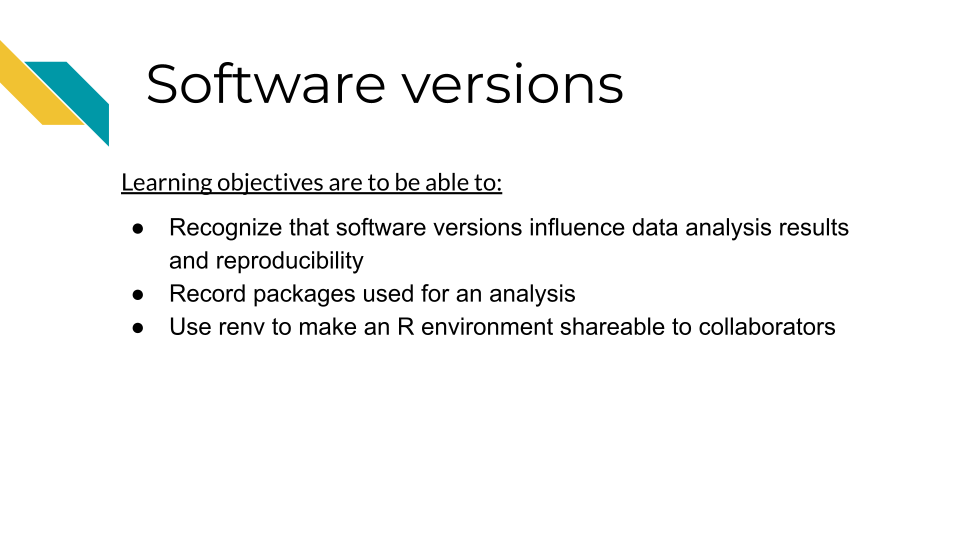 Software versions
Learning objectives are to be able to:
● Recognize that software versions influence data analysis results
and reproducibility
● Record packages used for an analysis
● Use renv to make an R environment shareable to collaborators